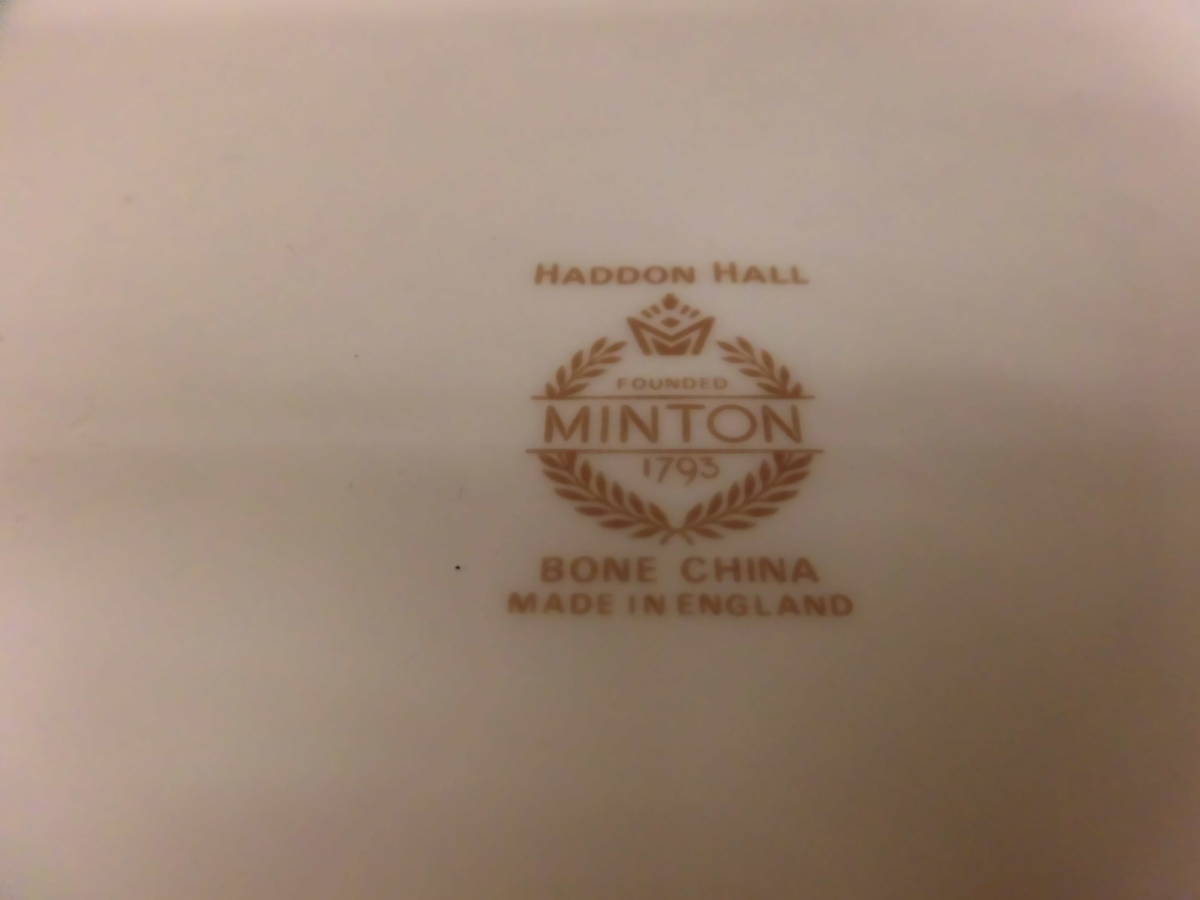 HADDON HALL
FOUNDED
MINTON
1793
BONE CHINA
MADE IN ENGLAND